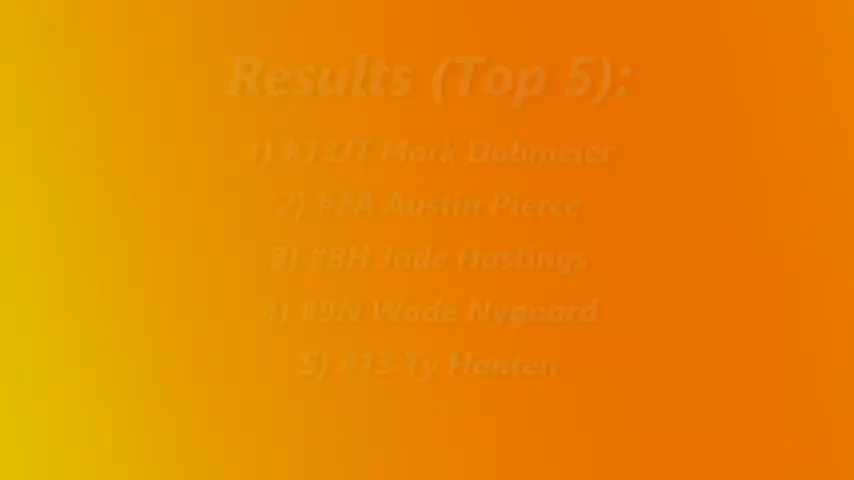 Results (Top 5):
1) #13JT Mark Dobmeier
2) #2A Austin Pierce
3) #8H Jade Hastings
4) #9N Wade Nygaard
5) #13 Ty Hanten